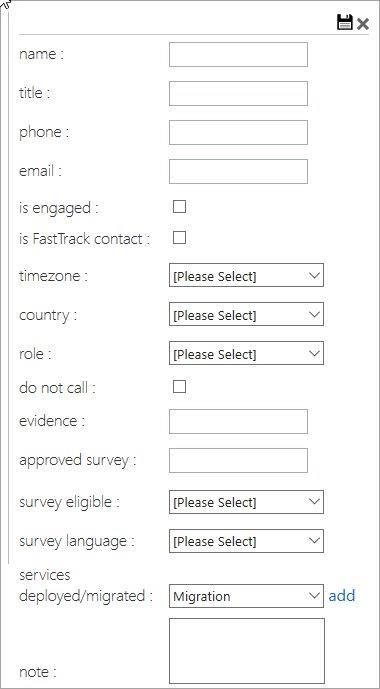 name :
title :
phone :
email :
is engaged :
is FastTrack contact :
timezone : [Please Select]
country : [Please Select]
role : [Please Select]
do not call :
evidence :
approved survey :
survey eligible : [Please Select]
survey language : [Please Select]
services
deployed/migrated : Migration add
note :